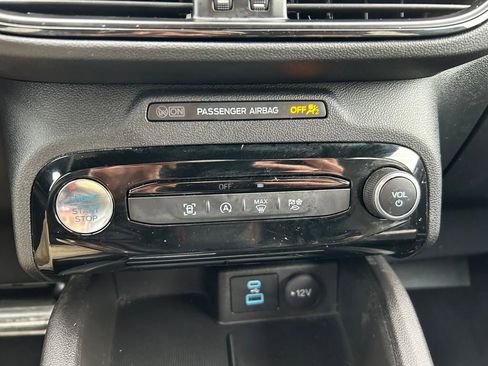 ON PASSENGER AIRBAG OFF
OFF
A MAX
START
STOP
VOL
+12V